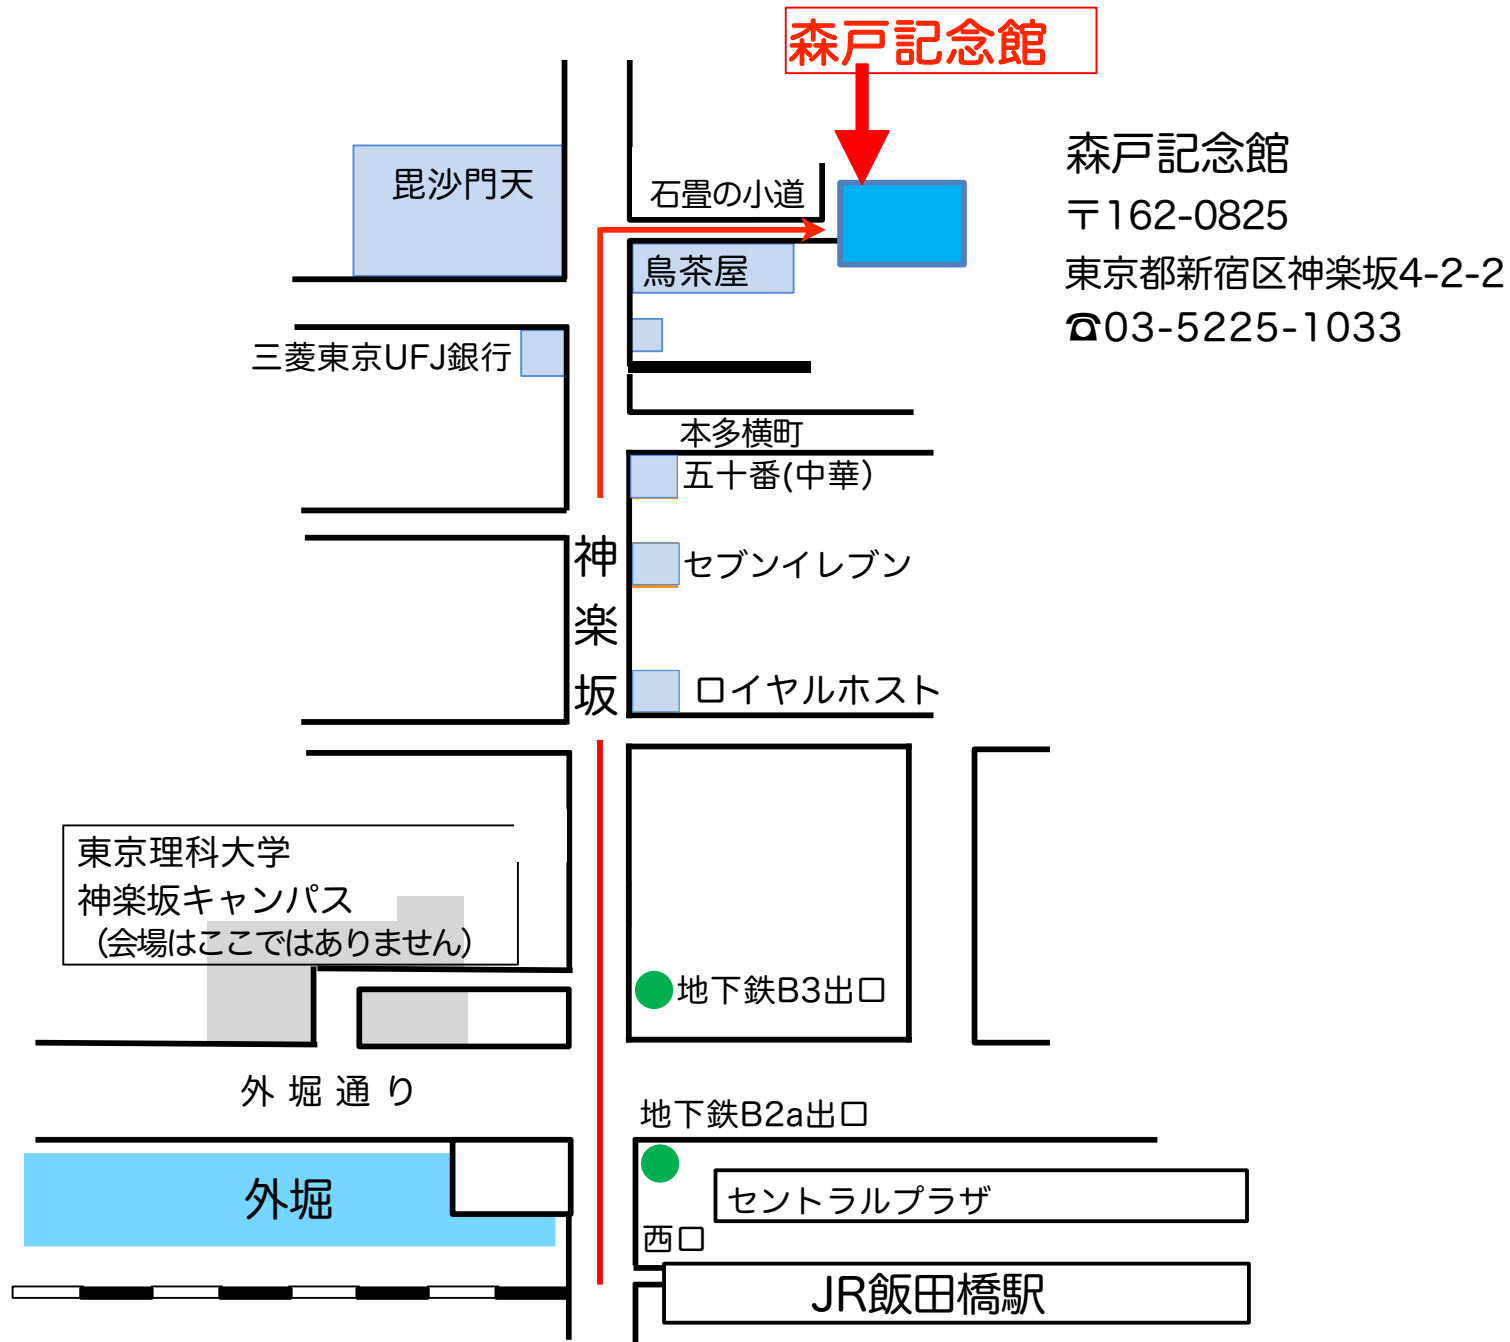 森戸記念館
森戸記念館
〒162-0825
東京都新宿区神楽坂4-2-2
☎03-5225-1033
毘沙門天
石畳の小道
鳥茶屋
三菱東京UFJ銀行
本多横町
五十番(中華)
神楽坂
セブンイレブン
ロイヤルホスト
東京理科大学
神楽坂キャンパス
(会場はここではありません)
地下鉄B3出口
外堀通り
地下鉄B2a出口
外堀
セントラルプラザ
西口
JR飯田橋駅